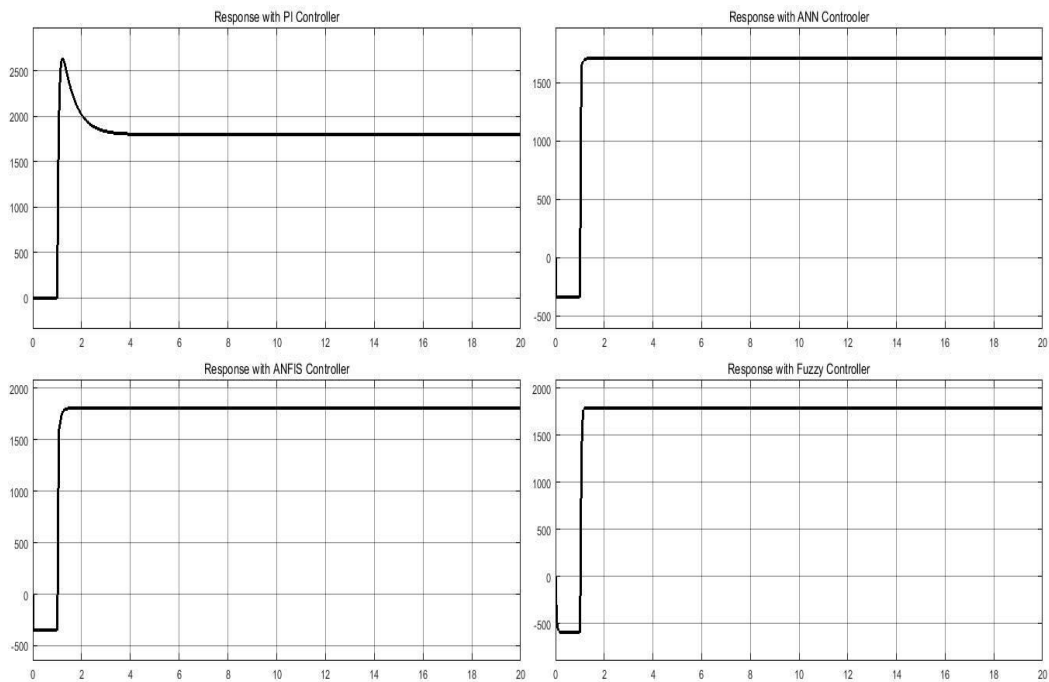 Response with PI Controller
2500
2000
1500
1000
500
0
0 2 4 6 8 10 12 14 16 18 20
Response with ANN Controoler
1500
1000
500
0
-500
0 2 4 6 8 10 12 14 16 18 20
Response with ANFIS Controller
2000
1500
1000
500
0
-500
0 2 4 6 8 10 12 14 16 18 20
Response with Fuzzy Controller
2000
1500
1000
500
0
-500
0 2 4 6 8 10 12 14 16 18 20